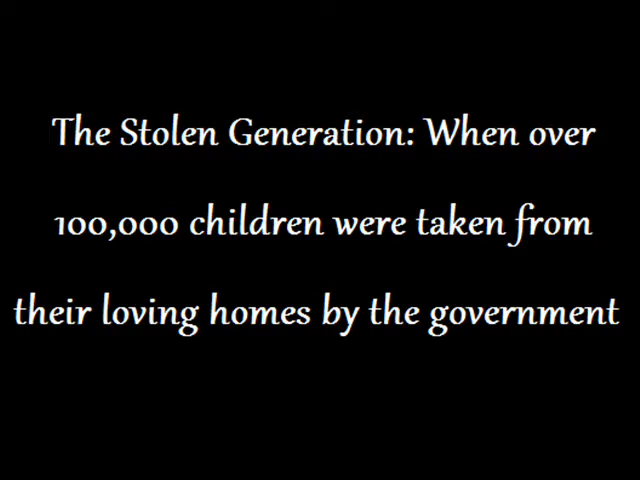 The Stolen Generation: When over
100,000 children were taken from
their loving homes by the government